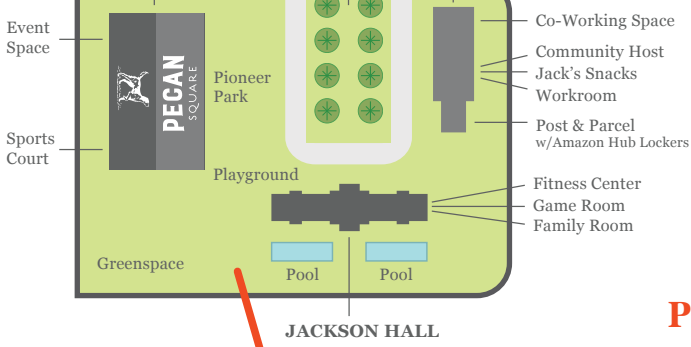 Event
Space
Sports
Court
PECAN
SQUARE
Pioneer
Park
Playground
Greenspace
Pool
Pool
JACKSON HALL
Co-Working Space
Community Host
Jack's Snacks
Workroom
Post & Parcel
w/Amazon Hub Lockers
Fitness Center
Game Room
Family Room
P